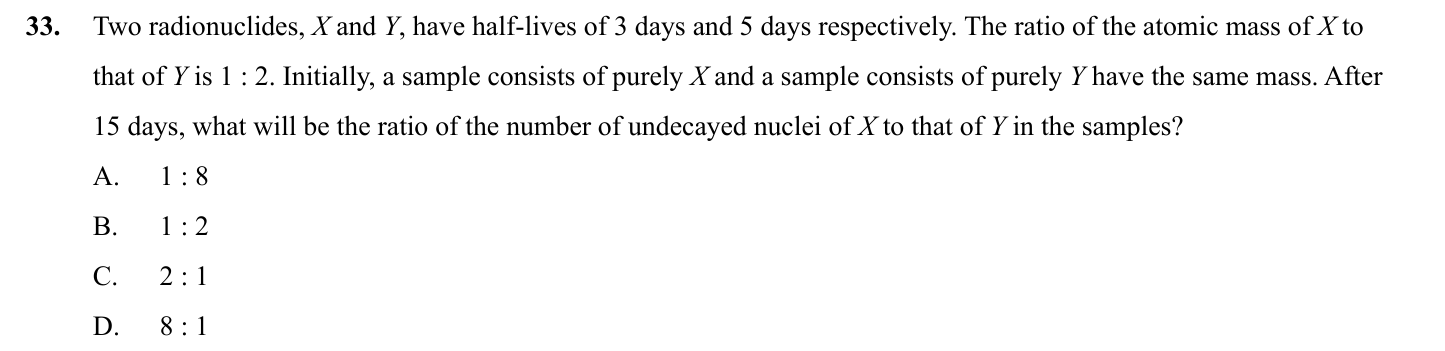 33. Two radionuclides, X and Y, have half-lives of 3 days and 5 days respectively. The ratio of the atomic mass of X to
that of Y is 1 : 2. Initially, a sample consists of purely X and a sample consists of purely Y have the same mass. After
15 days, what will be the ratio of the number of undecayed nuclei of X to that of Y in the samples?
A. 1 : 8
B. 1 : 2
C. 2 : 1
D. 8 : 1